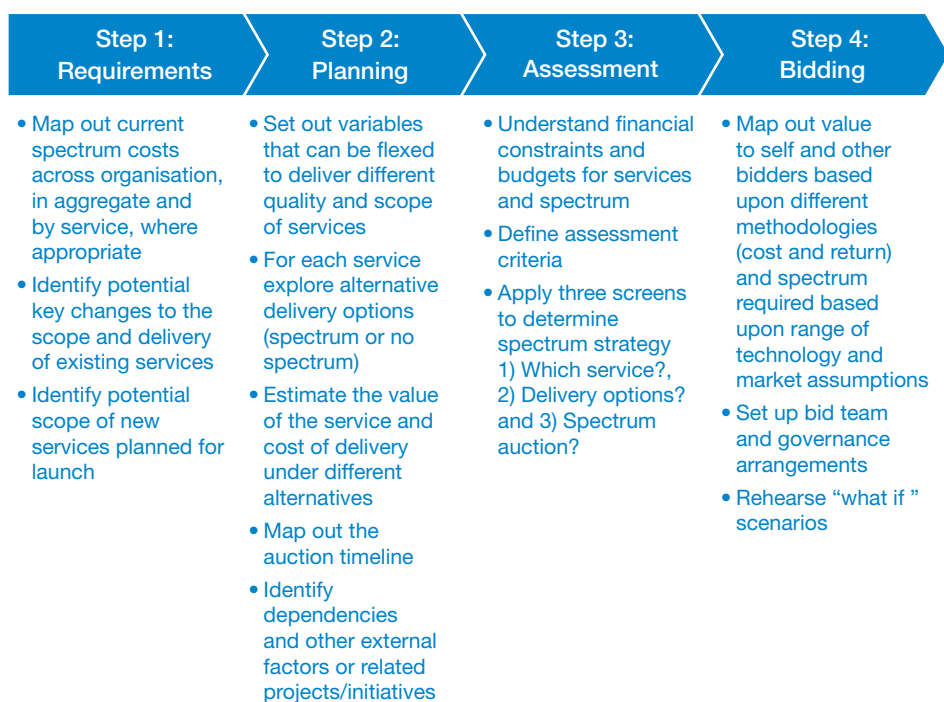 Step 1:
Requirements
Step 2:
Planning
Step 3:
Assessment
Step 4:
Bidding
• Map out current
spectrum costs
across organisation,
in aggregate and
by service, where
appropriate
• Identify potential
key changes to the
scope and delivery
of existing services
• Identify potential
scope of new
services planned for
launch
• Set out variables
that can be flexed
to deliver different
quality and scope
of services
• For each service
explore alternative
delivery options
(spectrum or no
spectrum)
• Estimate the value
of the service and
cost of delivery
under different
alternatives
• Map out the
auction timeline
• Identify
dependencies
and other external
factors or related
projects/initiatives
• Understand financial
constraints and
budgets for services
and spectrum
• Define assessment
criteria
• Apply three screens
to determine
spectrum strategy
1) Which service?,
2) Delivery options?
and 3) Spectrum
auction?
• Map out value
to self and other
bidders based
upon different
methodologies
(cost and return)
and spectrum
required based
upon range of
technology and
market assumptions
• Set up bid team
and governance
arrangements
• Rehearse “what if ”
scenarios